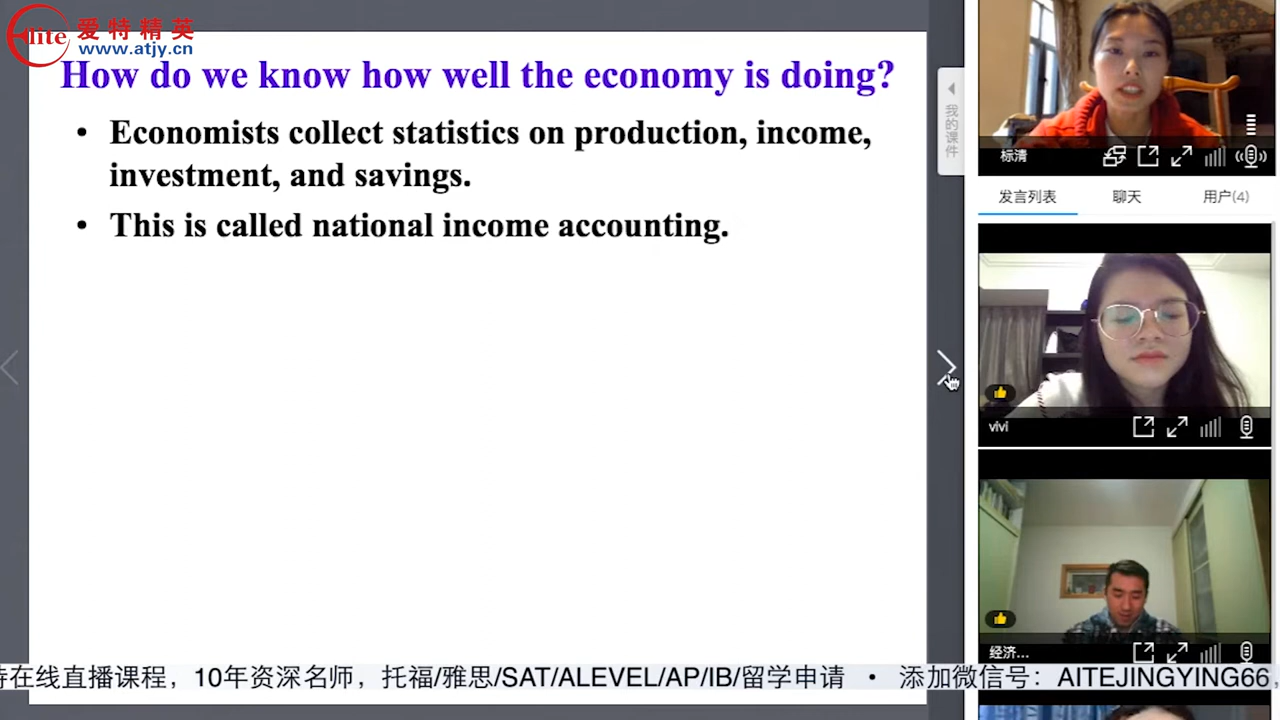 Elite 爱特精英
www.atjy.cn
How do we know how well the economy is doing?
• Economists collect statistics on production, income,
investment, and savings.
• This is called national income accounting.
我的课件
标清
发言列表 聊天 用户(4)
vivi
经济...
在线直播课程，10年资深名师，托福/雅思/SAT/ALEVEL/AP/IB/留学申请 • 添加微信号：AITEJINGYING66,